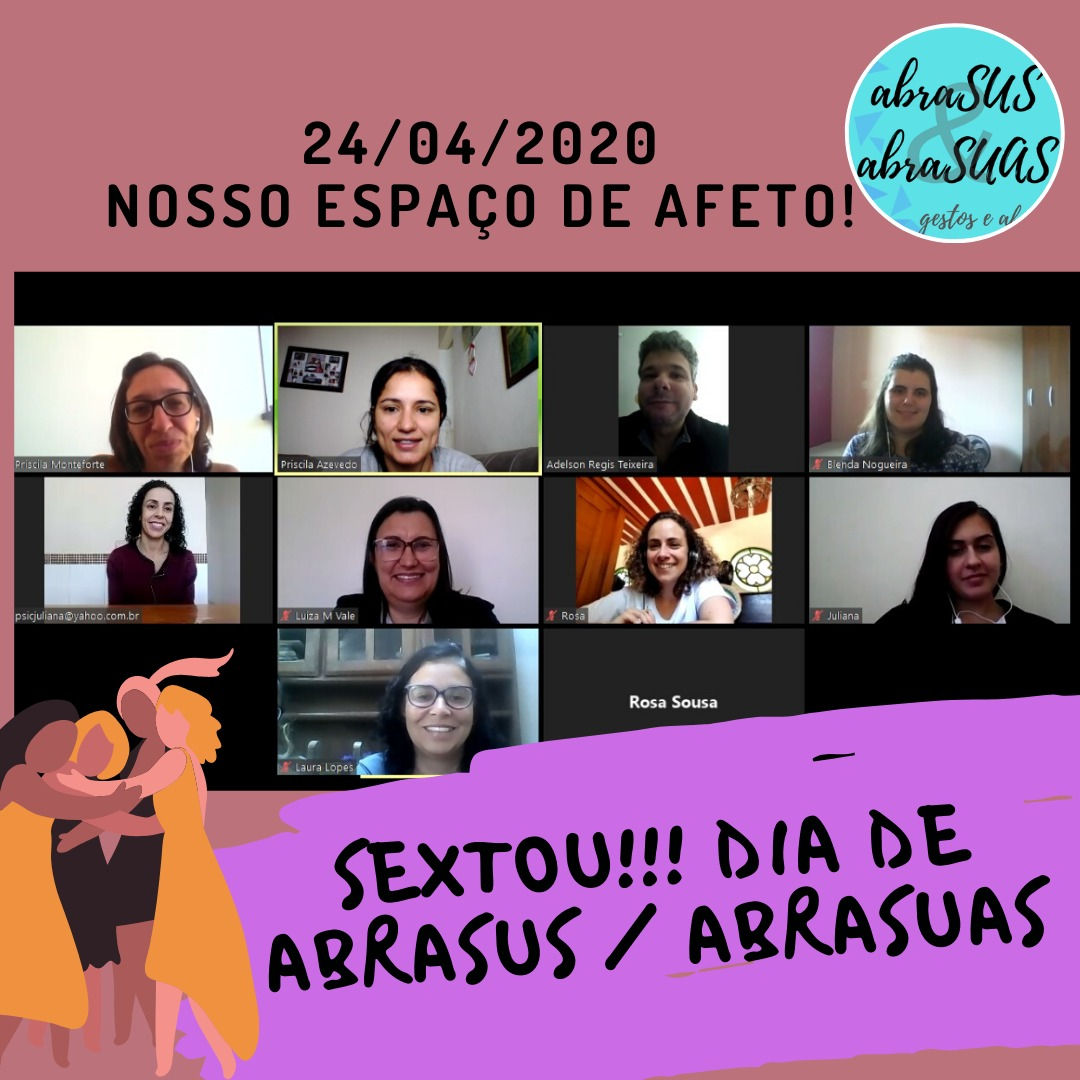 abraSUS
&
abraSUAS
gestos e
24/04/2020
NOSSO ESPAÇO DE AFETO!
Priscila Monteforte
Priscila Azevedo
Adelson Regis Teixeira
Blenda Nogueira
psicjuliana@yahoo.com.br
Luiza M Vale
Rosa
Juliana
Laura Lopes
Rosa Sousa
SEXTOU!!! DIA DE
ABRASUS / ABRASUAS